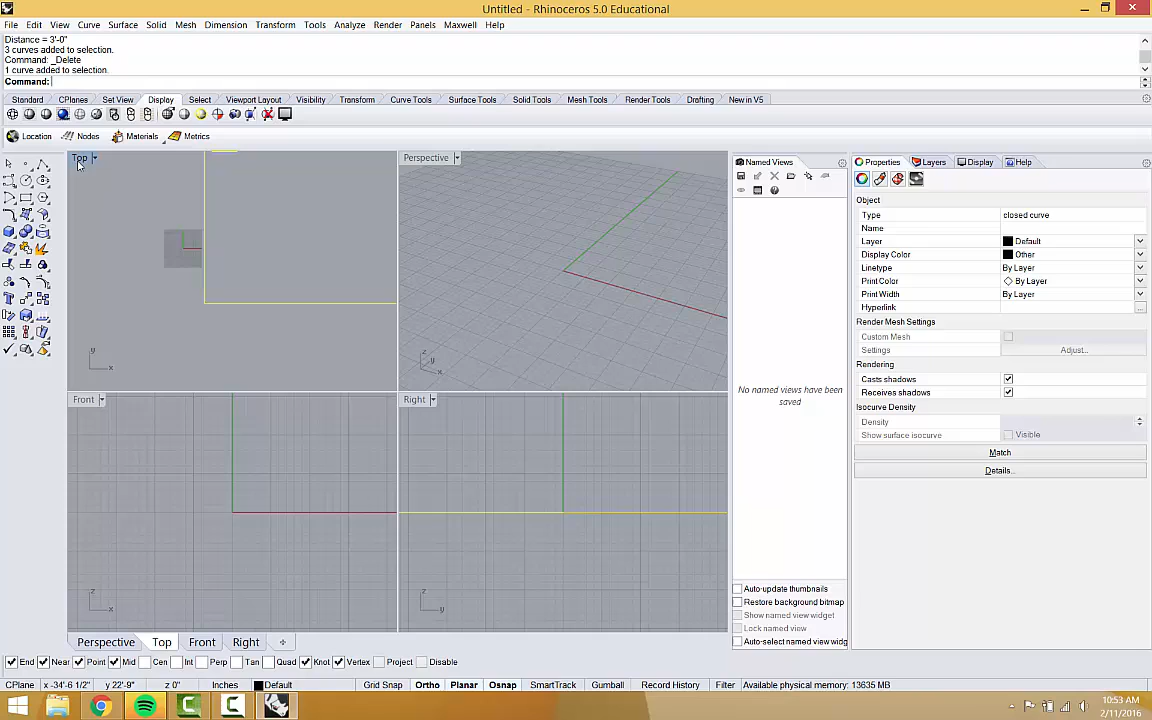 Untitled - Rhinoceros 5.0 Educational
File Edit View Curve Surface Solid Mesh Dimension Transform Tools Analyze Render Panels Maxwell Help
Distance = 3'-0"
3 curves added to selection.
Command: _Delete
1 curve added to selection.
Command:
Standard CPlanes Set View Display Select Viewport Layout Visibility Transform Curve Tools Surface Tools Solid Tools Mesh Tools Render Tools Drafting New in V5
Location Nodes Materials Metrics
Top
Perspective
Named Views
Properties Layers Display Help
Object
Type closed curve
Name
Layer Default
Display Color Other
Linetype By Layer
Print Color By Layer
Print Width By Layer
Hyperlink ...
Render Mesh Settings
Custom Mesh
Settings Adjust...
Rendering
Casts shadows
Receives shadows
Isocurve Density
Density
Show surface isocurve Visible
Match
Details...
No named views have been
saved
y
x
z
y
x
Front
Right
z
x
z
y
Auto-update thumbnails
Restore background bitmap
Show named view widget
Lock named view
Auto-select named view widg
Perspective Top Front Right
End Near Point Mid Cen Int Perp Tan Quad Knot Vertex Project Disable
CPlane x -34'-6 1/2" y 22'-9" z 0" Inches Default Grid Snap Ortho Planar Osnap SmartTrack Gumball Record History Filter Available physical memory: 13635 MB
10:53 AM
2/11/2016